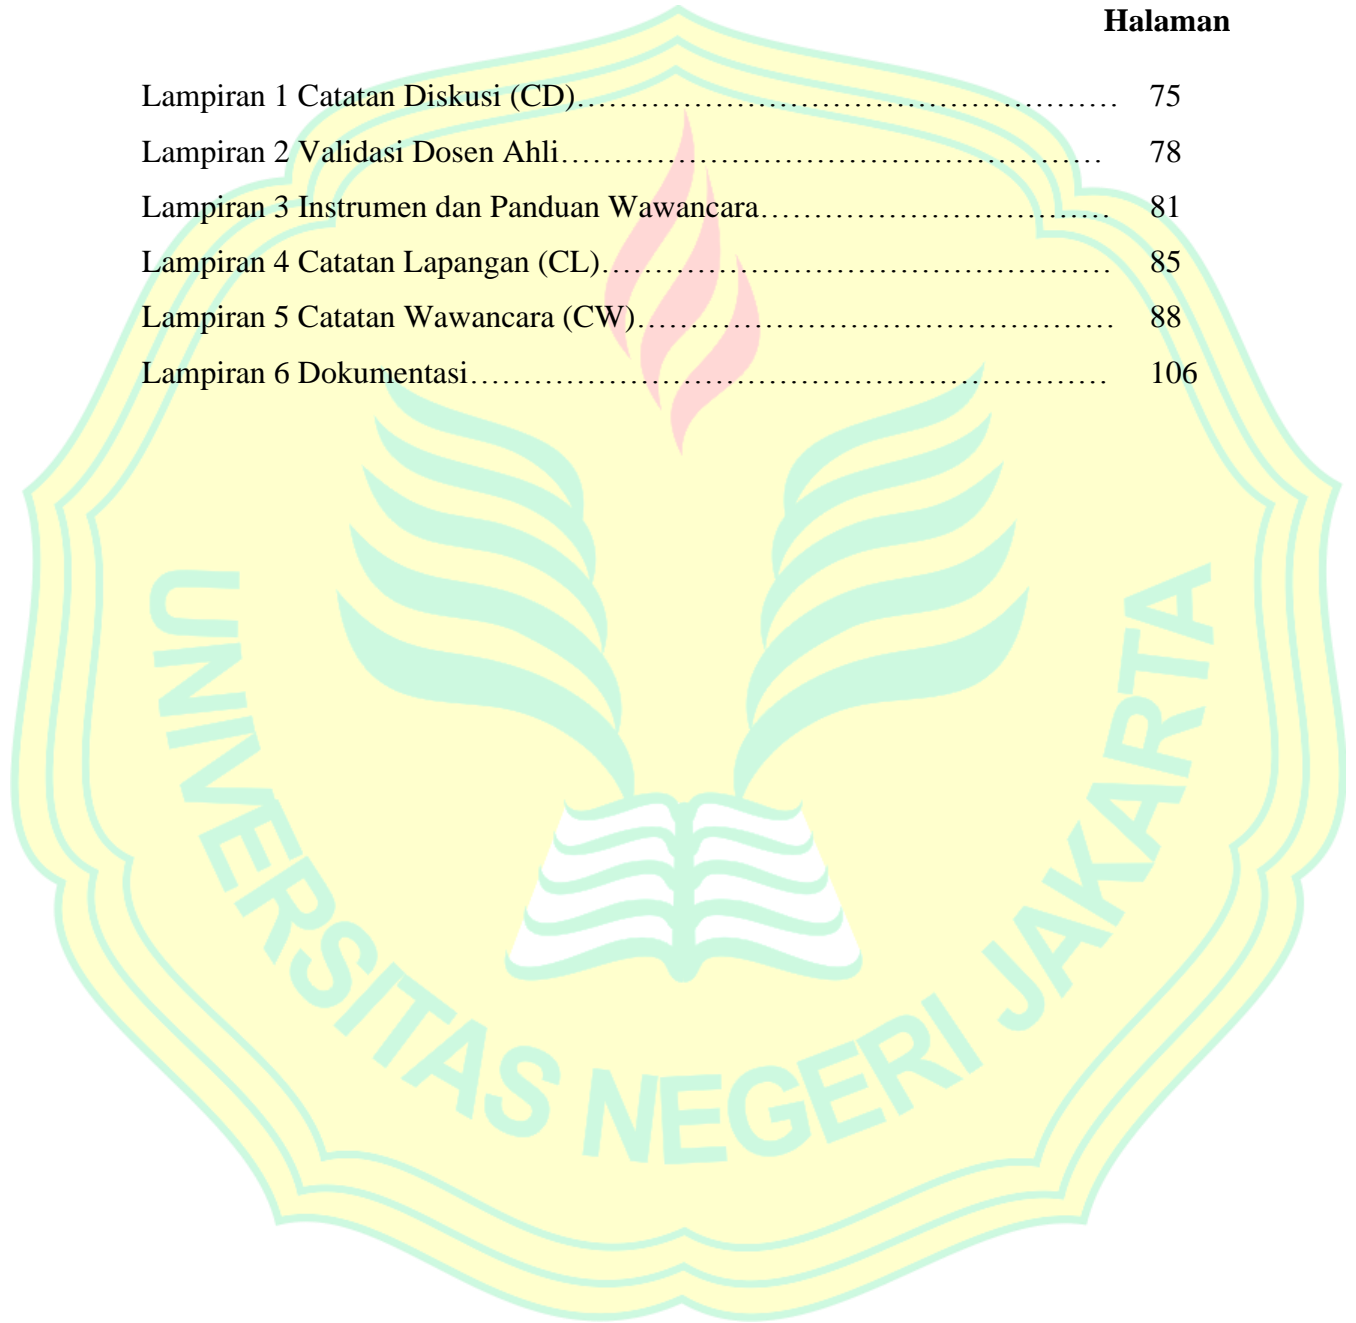 Halaman
Lampiran 1 Catatan Diskusi (CD)…………………………………………… 75
Lampiran 2 Validasi Dosen Ahli…………………………………………… 78
Lampiran 3 Instrumen dan Panduan Wawancara…………………………… 81
Lampiran 4 Catatan Lapangan (CL)………………………………………… 85
Lampiran 5 Catatan Wawancara (CW)……………………………………… 88
Lampiran 6 Dokumentasi…………………………………………………… 106
UNIVERSITAS NEGERI JAKARTA